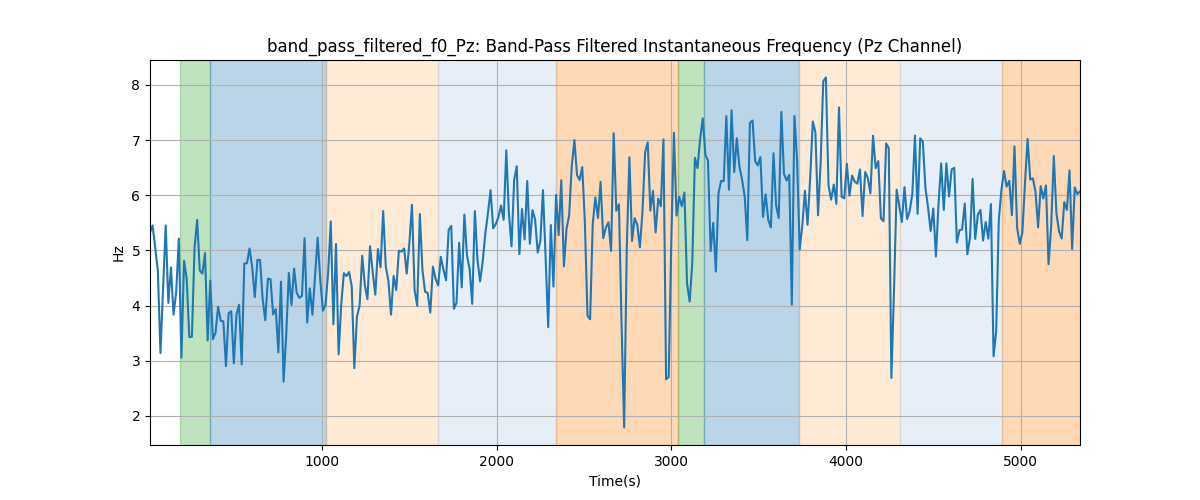 band_pass_filtered_f0_Pz: Band-Pass Filtered Instantaneous Frequency (Pz Channel)
8
7
6
5
4
3
2
Hz
1000 2000 3000 4000 5000
Time(s)